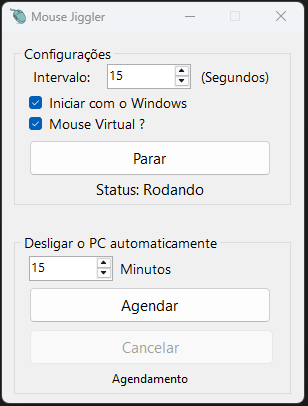 Mouse Jiggler
Configurações
Intervalo: 15 (Segundos)
Iniciar com o Windows
Mouse Virtual ?
Parar
Status: Rodando
Desligar o PC automaticamente
15 Minutos
Agendar
Cancelar
Agendamento